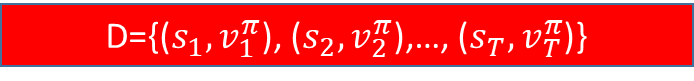 D={(𝑠₁, 𝑣₁^𝜋), (𝑠₂, 𝑣₂^𝜋),..., (𝑠_𝑇, 𝑣_𝑇^𝜋)}